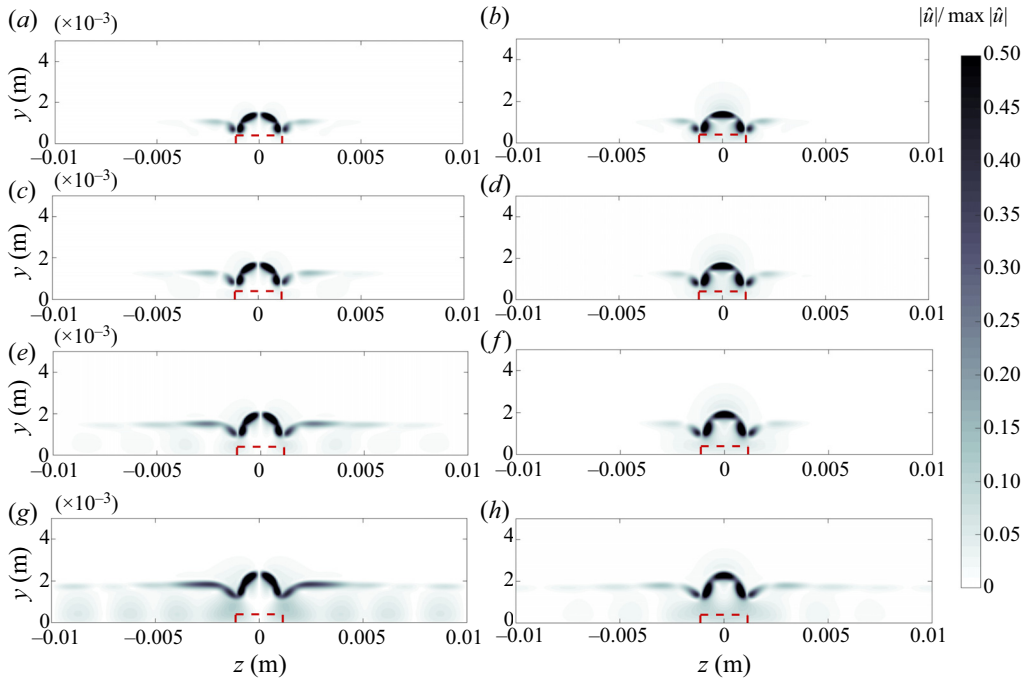 (a) (×10–3) (b) |û|/ max |û|
4 4 0.50
y (m) 2 2 0.45
0 0
–0.01 –0.005 0 0.005 0.01 –0.01 –0.005 0 0.005 0.01 0.40
(c) (×10–3) (d)
4 4 0.35
y (m) 2 2
0 0 0.30
–0.01 –0.005 0 0.005 0.01 –0.01 –0.005 0 0.005 0.01
(e) (×10–3) (f) 0.25
4 4
y (m) 2 2 0.20
0 0
–0.01 –0.005 0 0.005 0.01 –0.01 –0.005 0 0.005 0.01 0.15
(g) (×10–3) (h) 0.10
4 4
y (m) 2 2 0.05
0 0 0
–0.01 –0.005 0 0.005 0.01 –0.01 –0.005 0 0.005 0.01
z (m) z (m)